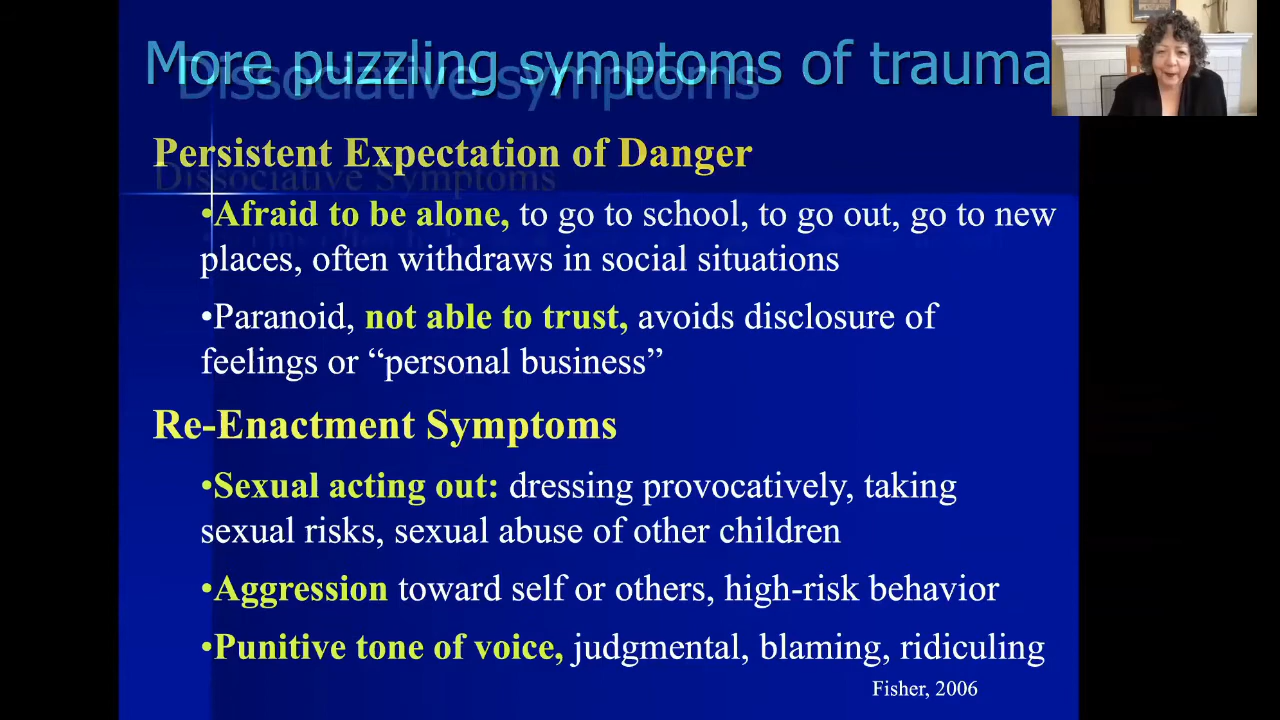 More puzzling symptoms of trauma
Dissociative symptoms
Persistent Expectation of Danger
Dissociative Symptoms
•Afraid to be alone, to go to school, to go out, go to new
places, often withdraws in social situations
•Paranoid, not able to trust, avoids disclosure of
feelings or “personal business”
Re-Enactment Symptoms
•Sexual acting out: dressing provocatively, taking
sexual risks, sexual abuse of other children
•Aggression toward self or others, high-risk behavior
•Punitive tone of voice, judgmental, blaming, ridiculing
Fisher, 2006